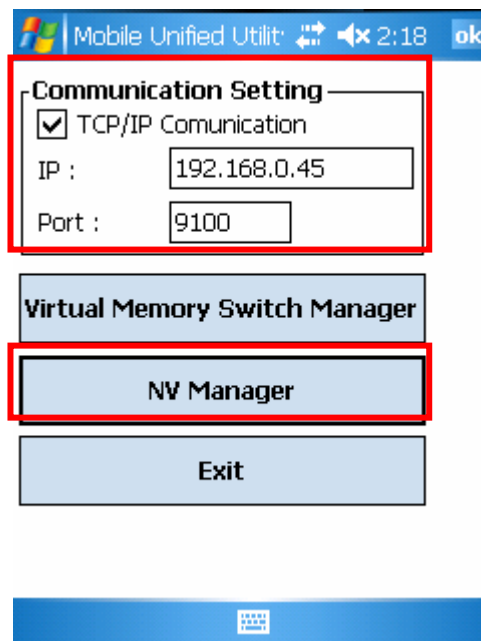 Mobile Unified Utilit 2:18 ok
Communication Setting
TCP/IP Comunication
IP : 192.168.0.45
Port : 9100
Virtual Memory Switch Manager
NV Manager
Exit